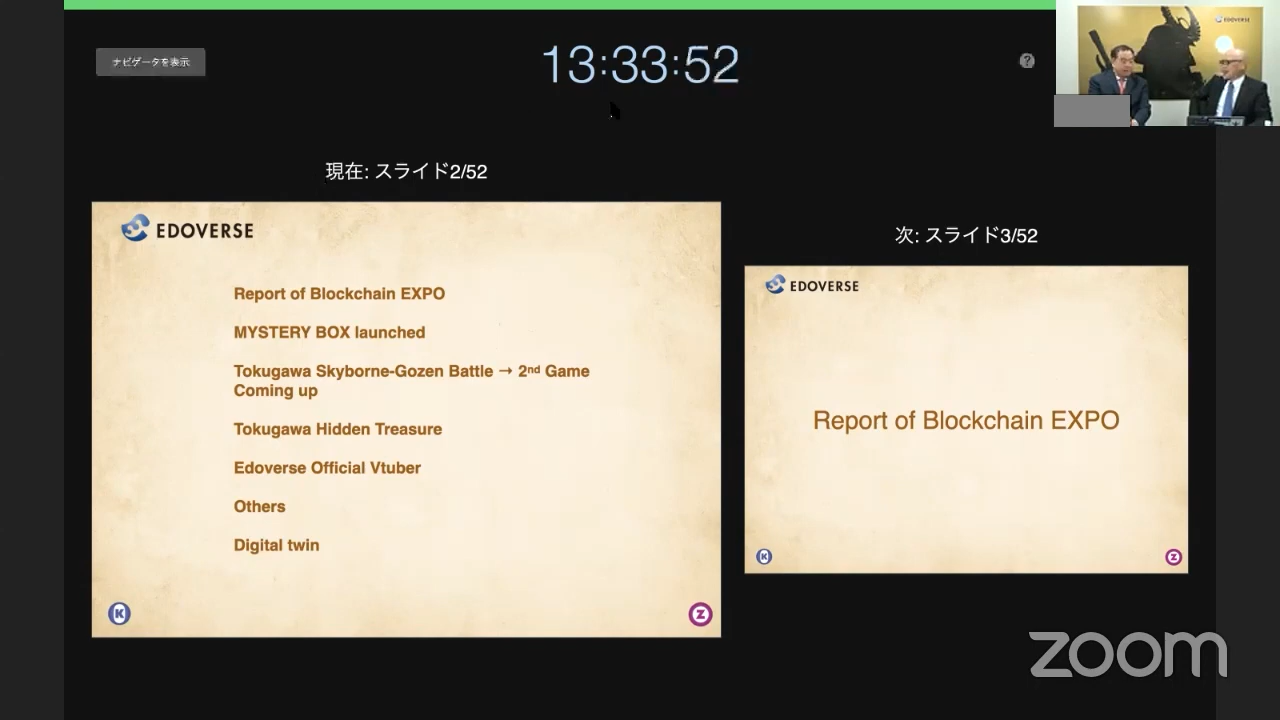 ナビゲータを表示
13:33:52
?
EDOVERSE
現在: スライド2/52
EDOVERSE
Report of Blockchain EXPO
MYSTERY BOX launched
Tokugawa Skyborne-Gozen Battle → 2nd Game
Coming up
Tokugawa Hidden Treasure
Edoverse Official Vtuber
Others
Digital twin
K
Z
次: スライド3/52
EDOVERSE
Report of Blockchain EXPO
K
Z
zoom